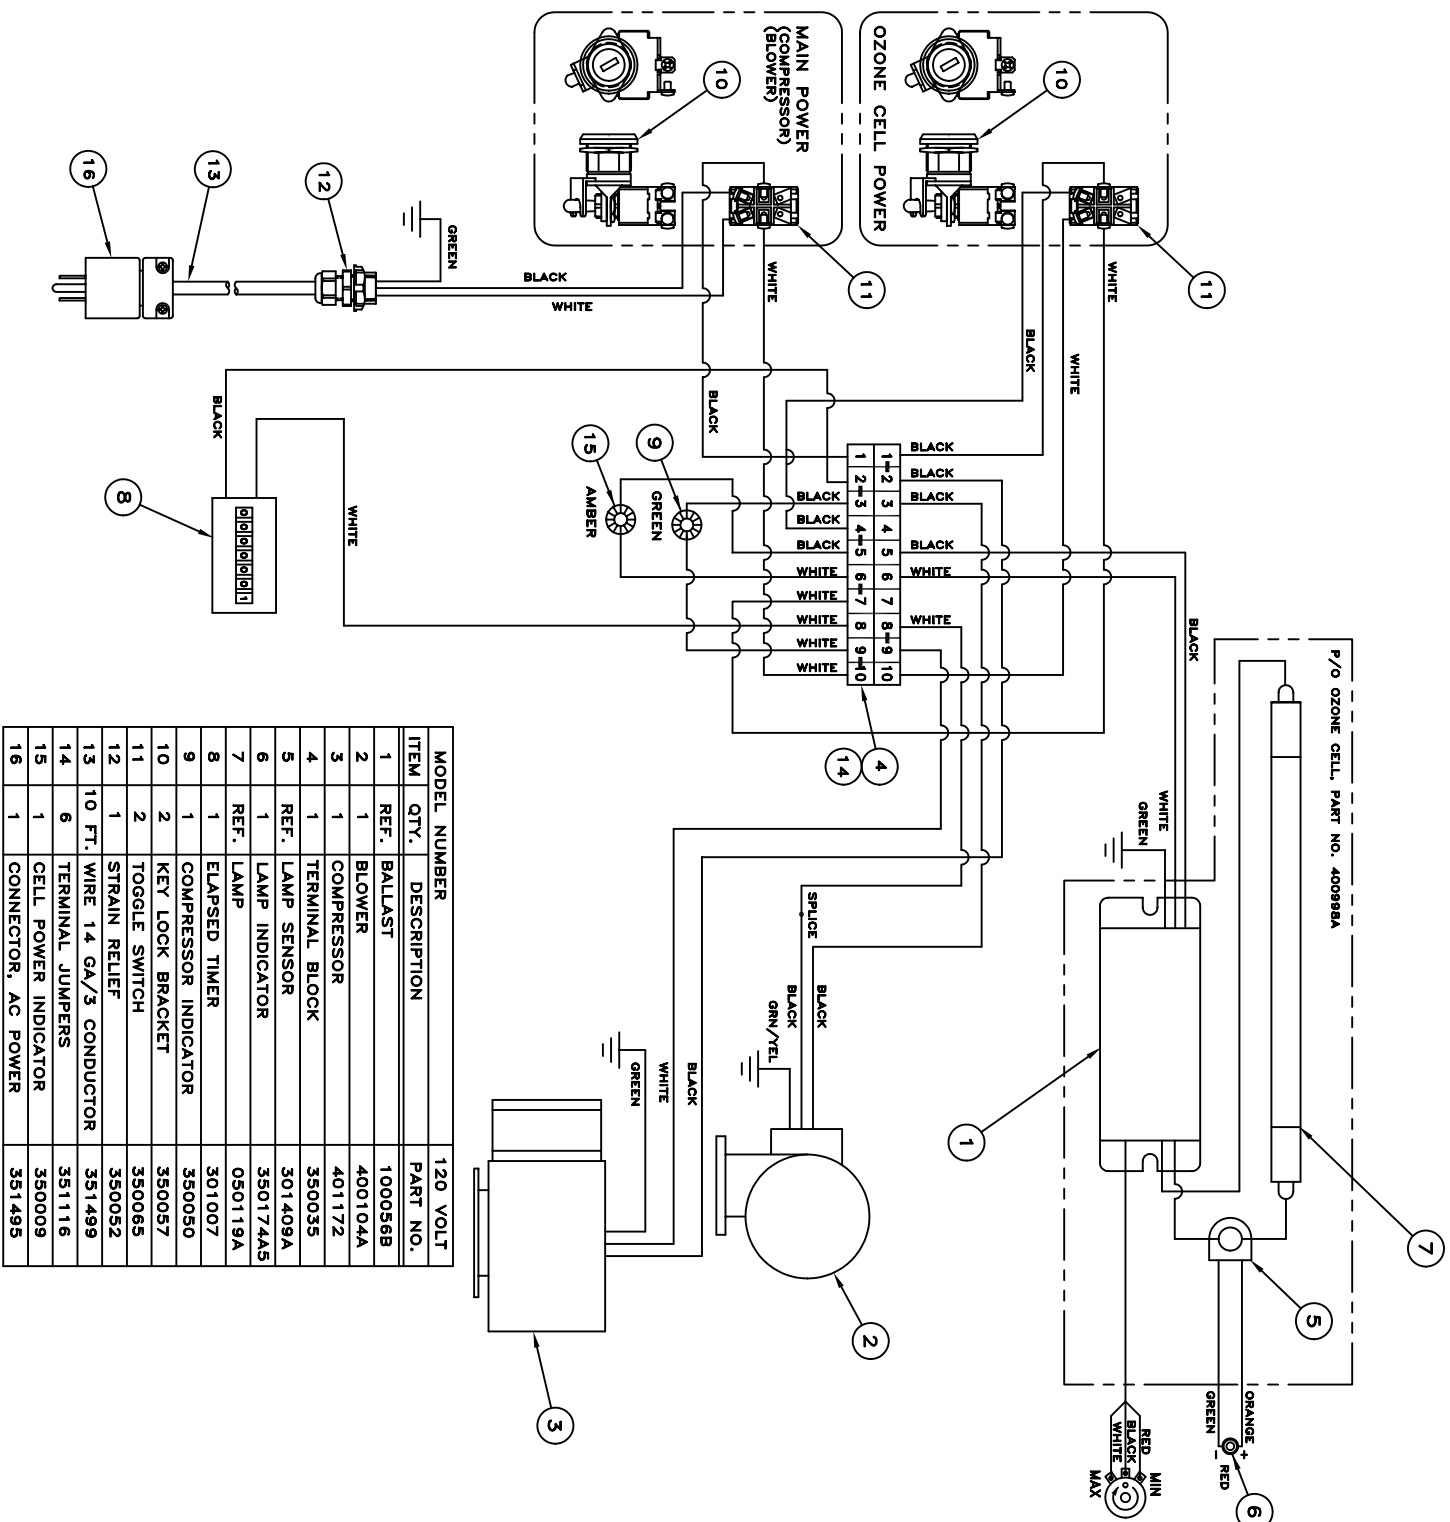 OZONE CELL POWER
10
11
MAIN POWER
(COMPRESSOR)
(BLOWER)
10
11
WHITE
BLACK
WHITE
WHITE
BLACK
BLACK
WHITE
GREEN
12
13
16
BLACK
WHITE
8
0 0 0 0 0 1
15
AMBER
9
GREEN
BLACK
BLACK
BLACK
WHITE
WHITE
WHITE
WHITE
WHITE
1 2 3 4 5 6 7 8 9 10
1 2 3 4 5 6 7 8 9 10
BLACK
BLACK
BLACK
BLACK
WHITE
WHITE
4
14
P/O OZONE CELL, PART NO. 400998A
BLACK
WHITE
GREEN
1
7
5
ORANGE
GREEN
+
-
RED
6
RED
BLACK
WHITE
MIN
MAX
SPLICE
BLACK
BLACK
GRN/YEL
2
BLACK
WHITE
GREEN
3
MODEL NUMBER 120 VOLT
ITEM QTY. DESCRIPTION PART NO.
1 REF. BALLAST 100056B
2 1 BLOWER 400104A
3 1 COMPRESSOR 401172
4 1 TERMINAL BLOCK 350035
5 REF. LAMP SENSOR 301409A
6 1 LAMP INDICATOR 350174A5
7 REF. LAMP 050119A
8 1 ELAPSED TIMER 301007
9 1 COMPRESSOR INDICATOR 350050
10 2 KEY LOCK BRACKET 350057
11 2 TOGGLE SWITCH 350065
12 1 STRAIN RELIEF 350052
13 10 FT. WIRE 14 GA/3 CONDUCTOR 351499
14 6 TERMINAL JUMPERS 351116
15 1 CELL POWER INDICATOR 350009
16 1 CONNECTOR, AC POWER 351495